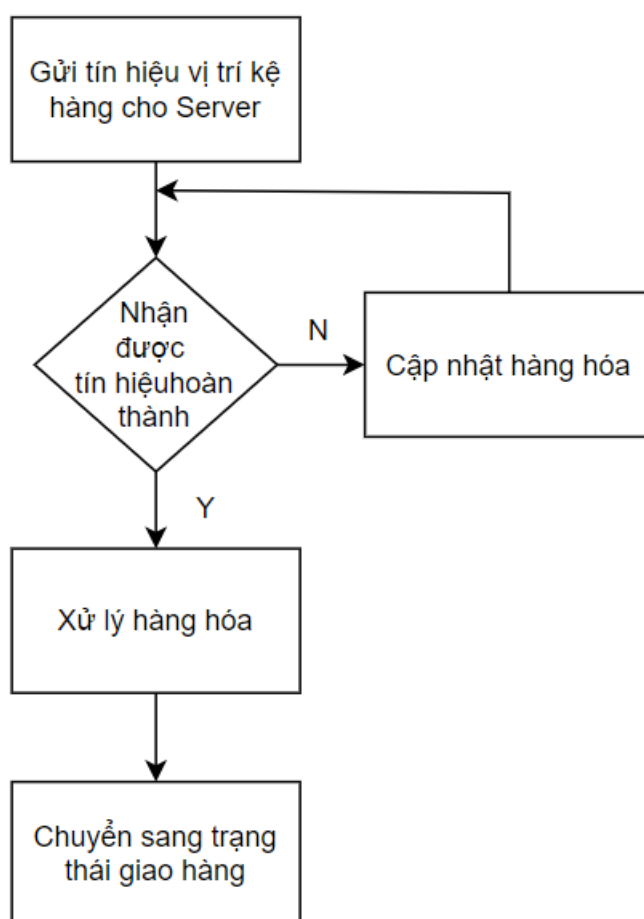 Gửi tín hiệu vị trí kệ
hàng cho Server
Nhận
được
tín hiệuhoàn
thành
N
Cập nhật hàng hóa
Y
Xử lý hàng hóa
Chuyển sang trạng
thái giao hàng